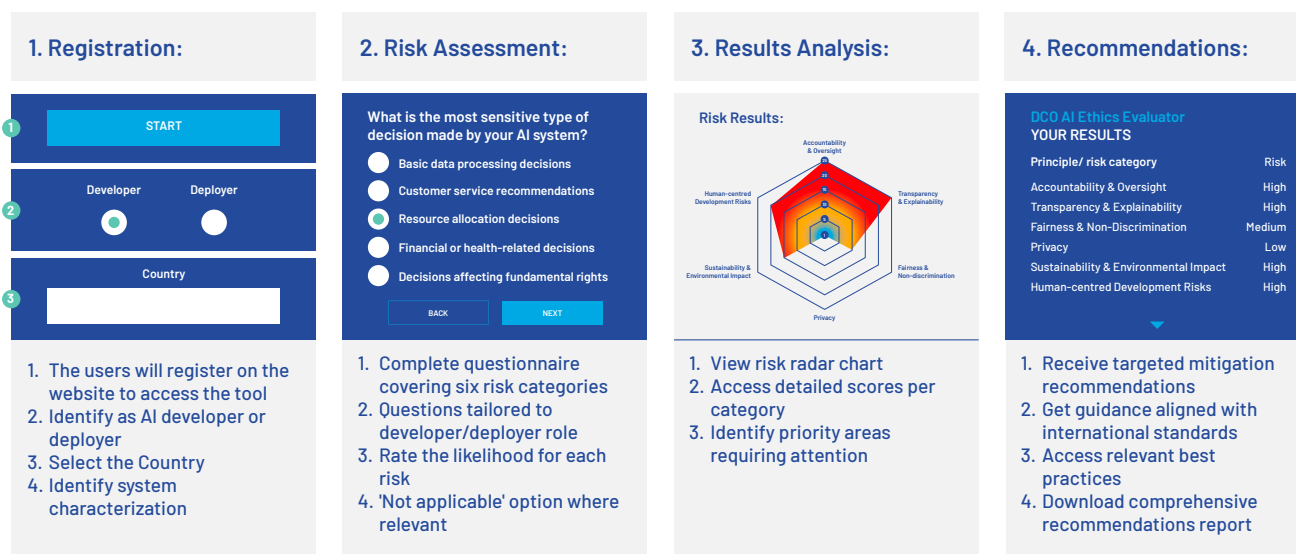 1. Registration:
1
START
2
Developer
Deployer
3
Country
1. The users will register on the
website to access the tool
2. Identify as AI developer or
deployer
3. Select the Country
4. Identify system
characterization
2. Risk Assessment:
What is the most sensitive type of
decision made by your AI system?
Basic data processing decisions
Customer service recommendations
Resource allocation decisions
Financial or health-related decisions
Decisions affecting fundamental rights
BACK
NEXT
1. Complete questionnaire
covering six risk categories
2. Questions tailored to
developer/deployer role
3. Rate the likelihood for each
risk
4. 'Not applicable' option where
relevant
3. Results Analysis:
Risk Results:
Accountability
& Oversight
Human-centred
Development Risks
Transparency
& Explainability
Sustainability &
Environmental Impact
Fairness &
Non-discrimination
Privacy
1. View risk radar chart
2. Access detailed scores per
category
3. Identify priority areas
requiring attention
4. Recommendations:
DCO AI Ethics Evaluator
YOUR RESULTS
Principle/ risk category Risk
Accountability & Oversight High
Transparency & Explainability High
Fairness & Non-Discrimination Medium
Privacy Low
Sustainability & Environmental Impact High
Human-centred Development Risks High
1. Receive targeted mitigation
recommendations
2. Get guidance aligned with
international standards
3. Access relevant best
practices
4. Download comprehensive
recommendations report